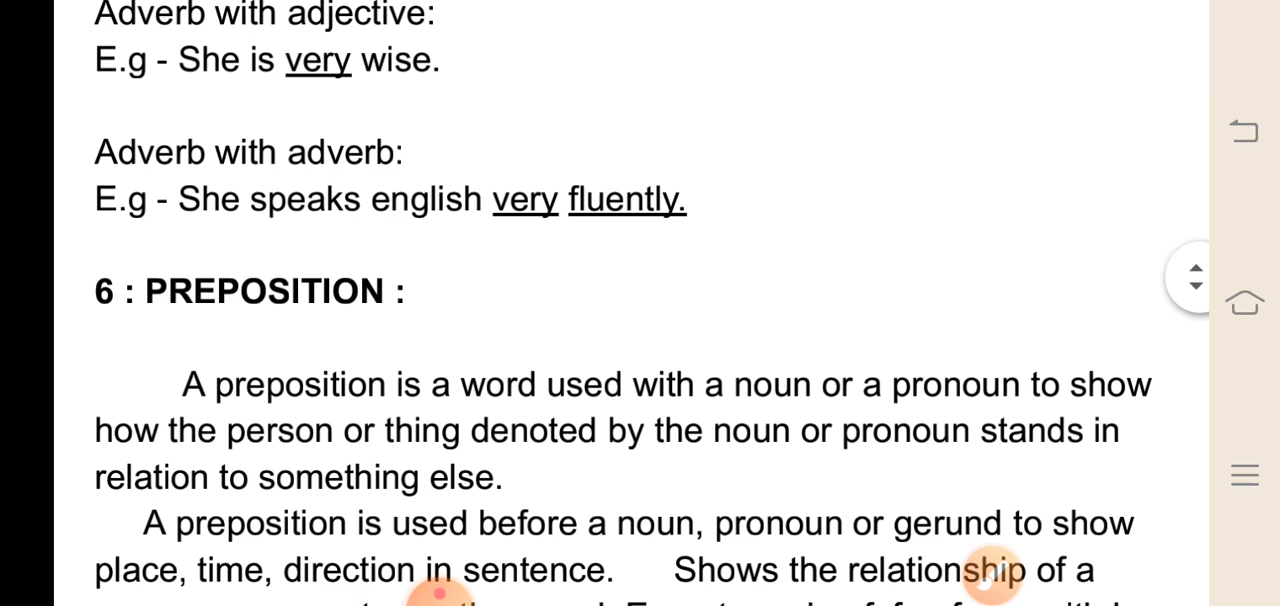 Adverb with adjective:
E.g - She is very wise.
Adverb with adverb:
E.g - She speaks english very fluently.
6 : PREPOSITION :
A preposition is a word used with a noun or a pronoun to show
how the person or thing denoted by the noun or pronoun stands in
relation to something else.
A preposition is used before a noun, pronoun or gerund to show
place, time, direction in sentence. Shows the relationship of a